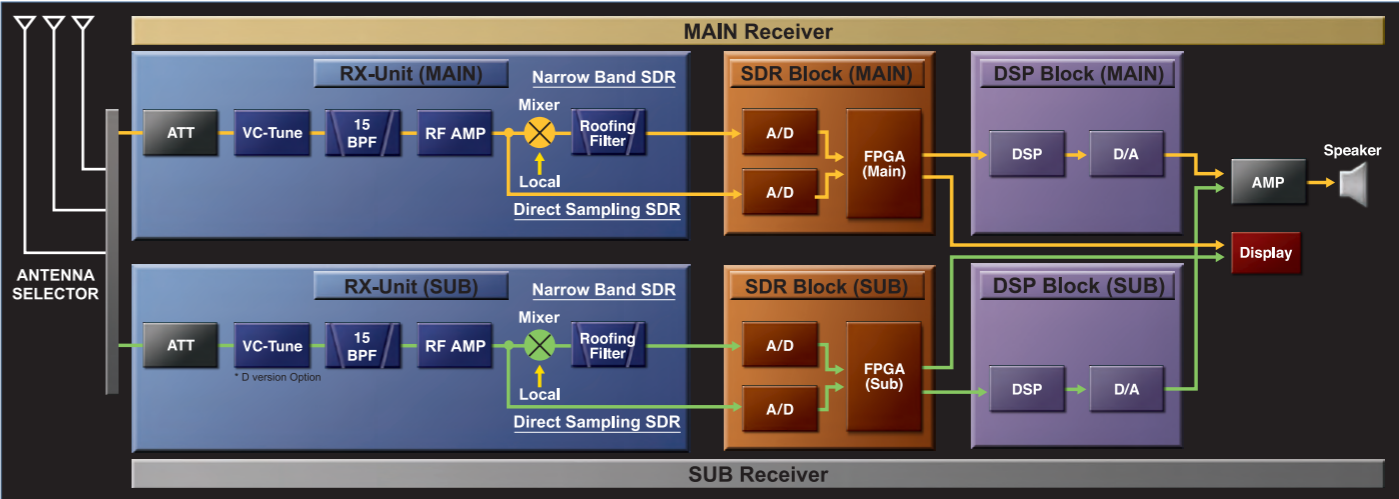 MAIN Receiver
RX-Unit (MAIN)
Narrow Band SDR
Mixer
ATT
VC-Tune
15
BPF
RF AMP
Roofing
Filter
Local
Direct Sampling SDR
SDR Block (MAIN)
A/D
A/D
FPGA
(Main)
DSP Block (MAIN)
DSP
D/A
AMP
Speaker
Display
ANTENNA
SELECTOR
RX-Unit (SUB)
Narrow Band SDR
Mixer
ATT
VC-Tune
* D version Option
15
BPF
RF AMP
Roofing
Filter
Local
Direct Sampling SDR
SDR Block (SUB)
A/D
A/D
FPGA
(Sub)
DSP Block (SUB)
DSP
D/A
SUB Receiver